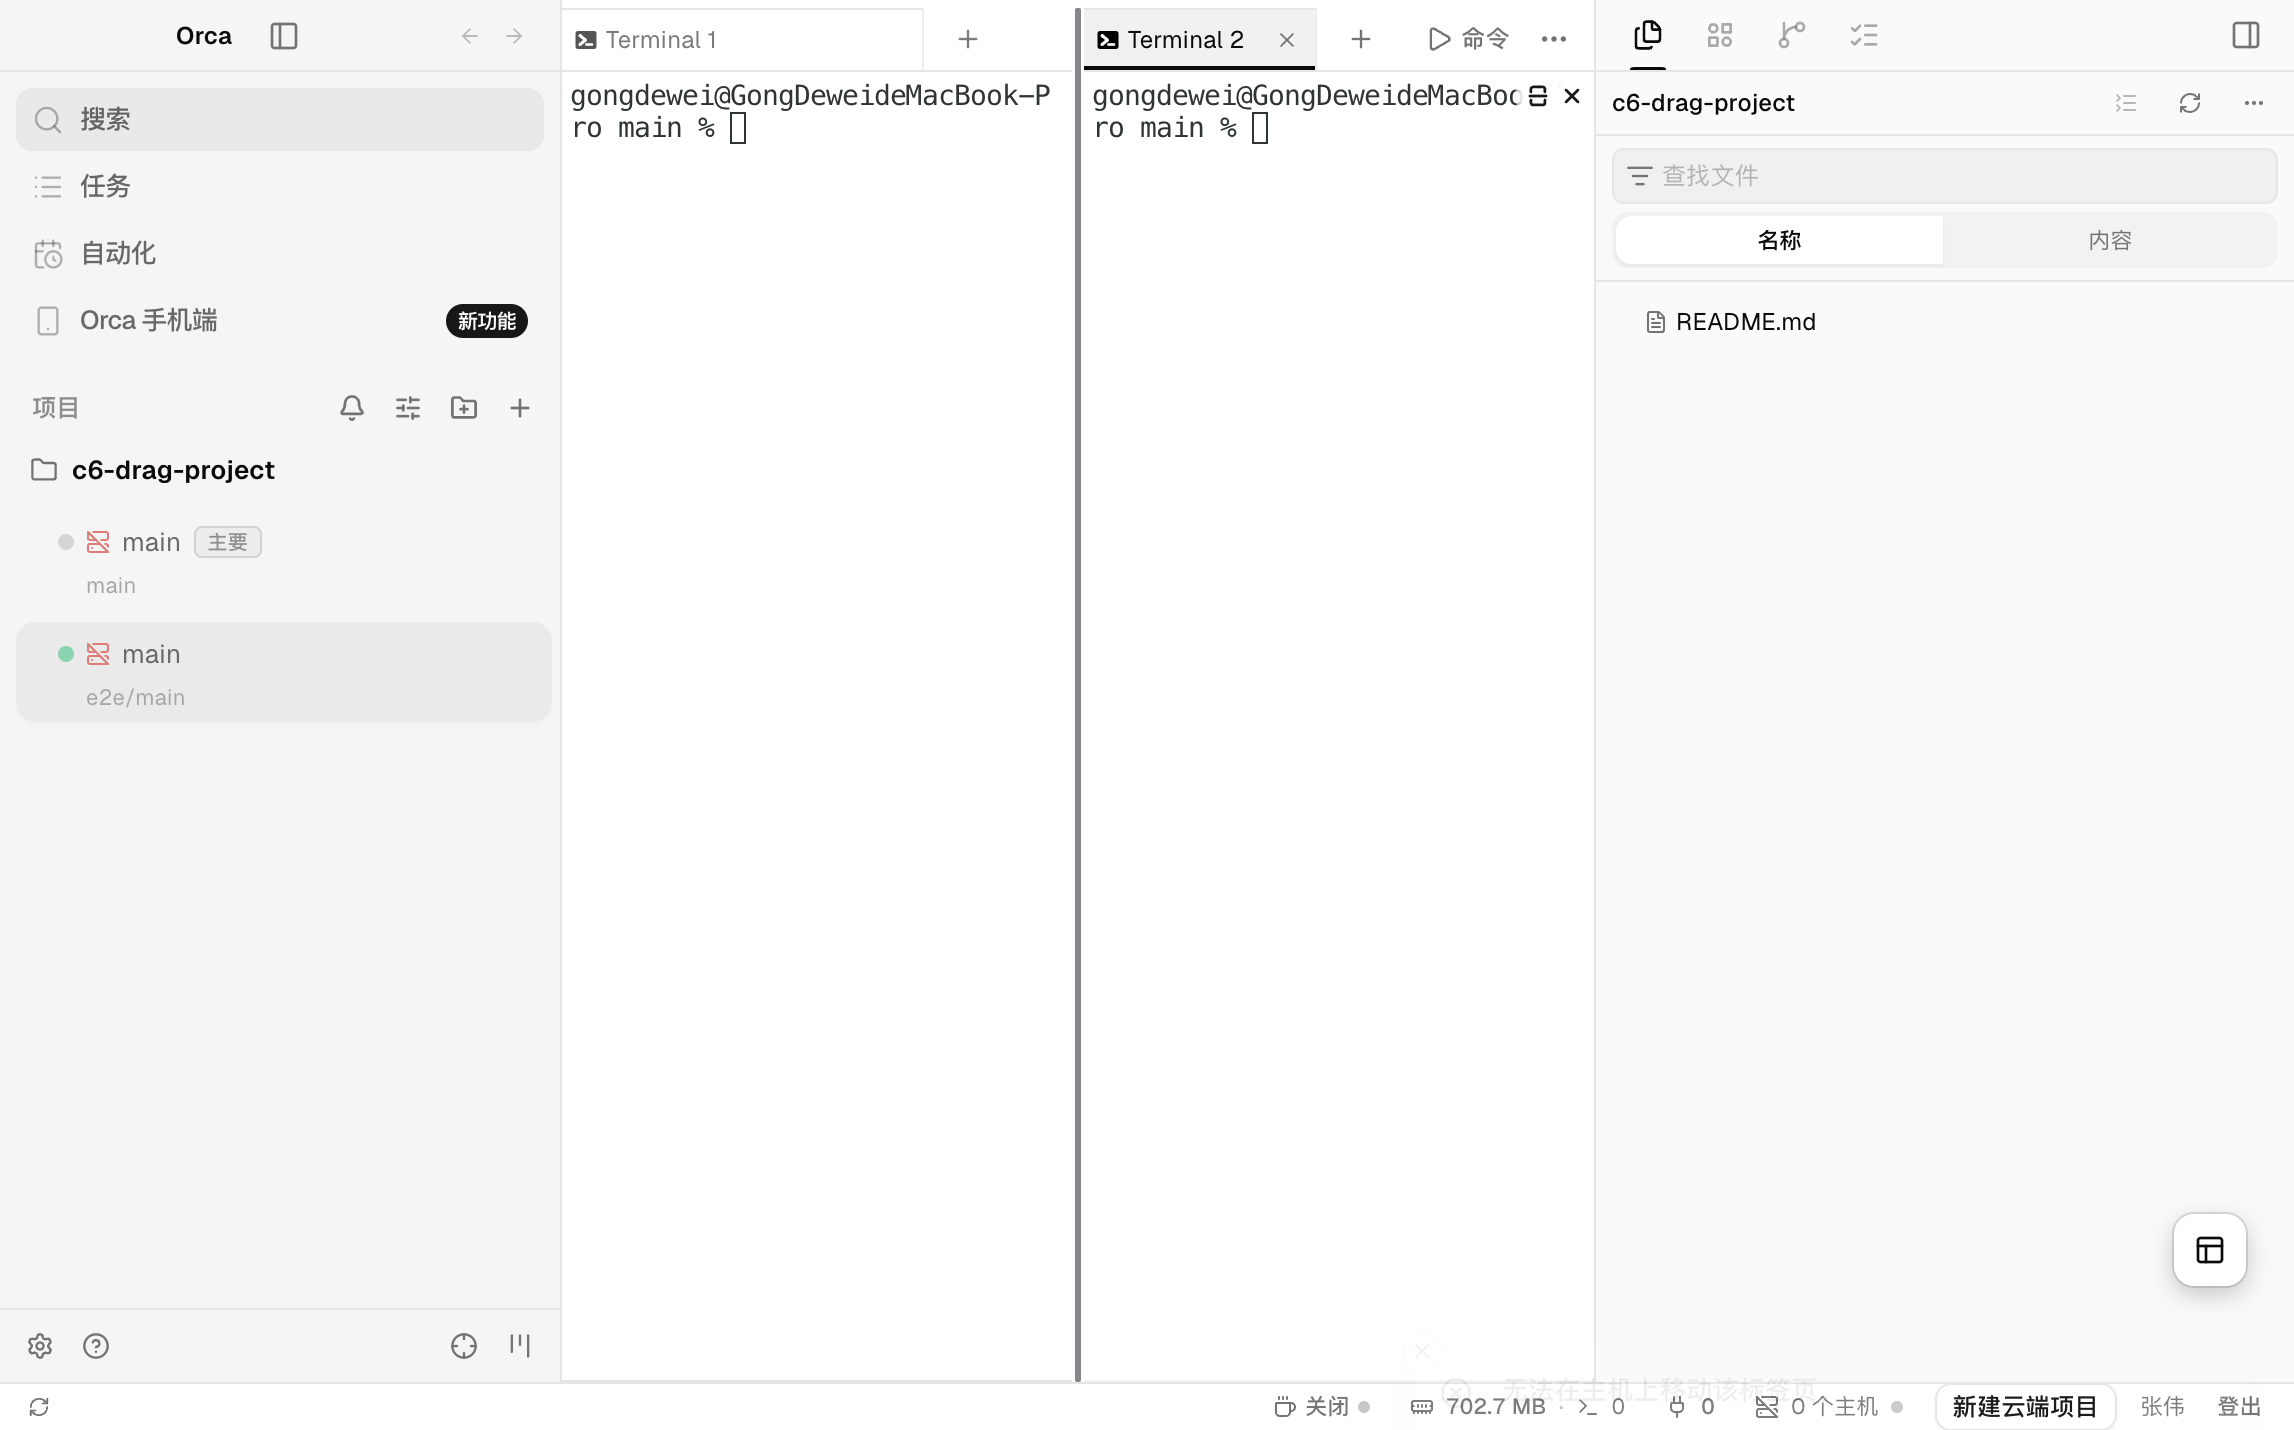 Orca
搜索
任务
自动化
Orca 手机端
新功能
项目
c6-drag-project
main 主要
main
main
e2e/main
Terminal 1
gongdewei@GongDeweideMacBook-P
ro main %
Terminal 2
命令
gongdewei@GongDeweideMacBoo
ro main %
c6-drag-project
查找文件
名称
内容
README.md
无法在主机上移动该标签页
关闭
702.7 MB · 0
0
0 个主机
新建云端项目
张伟
登出